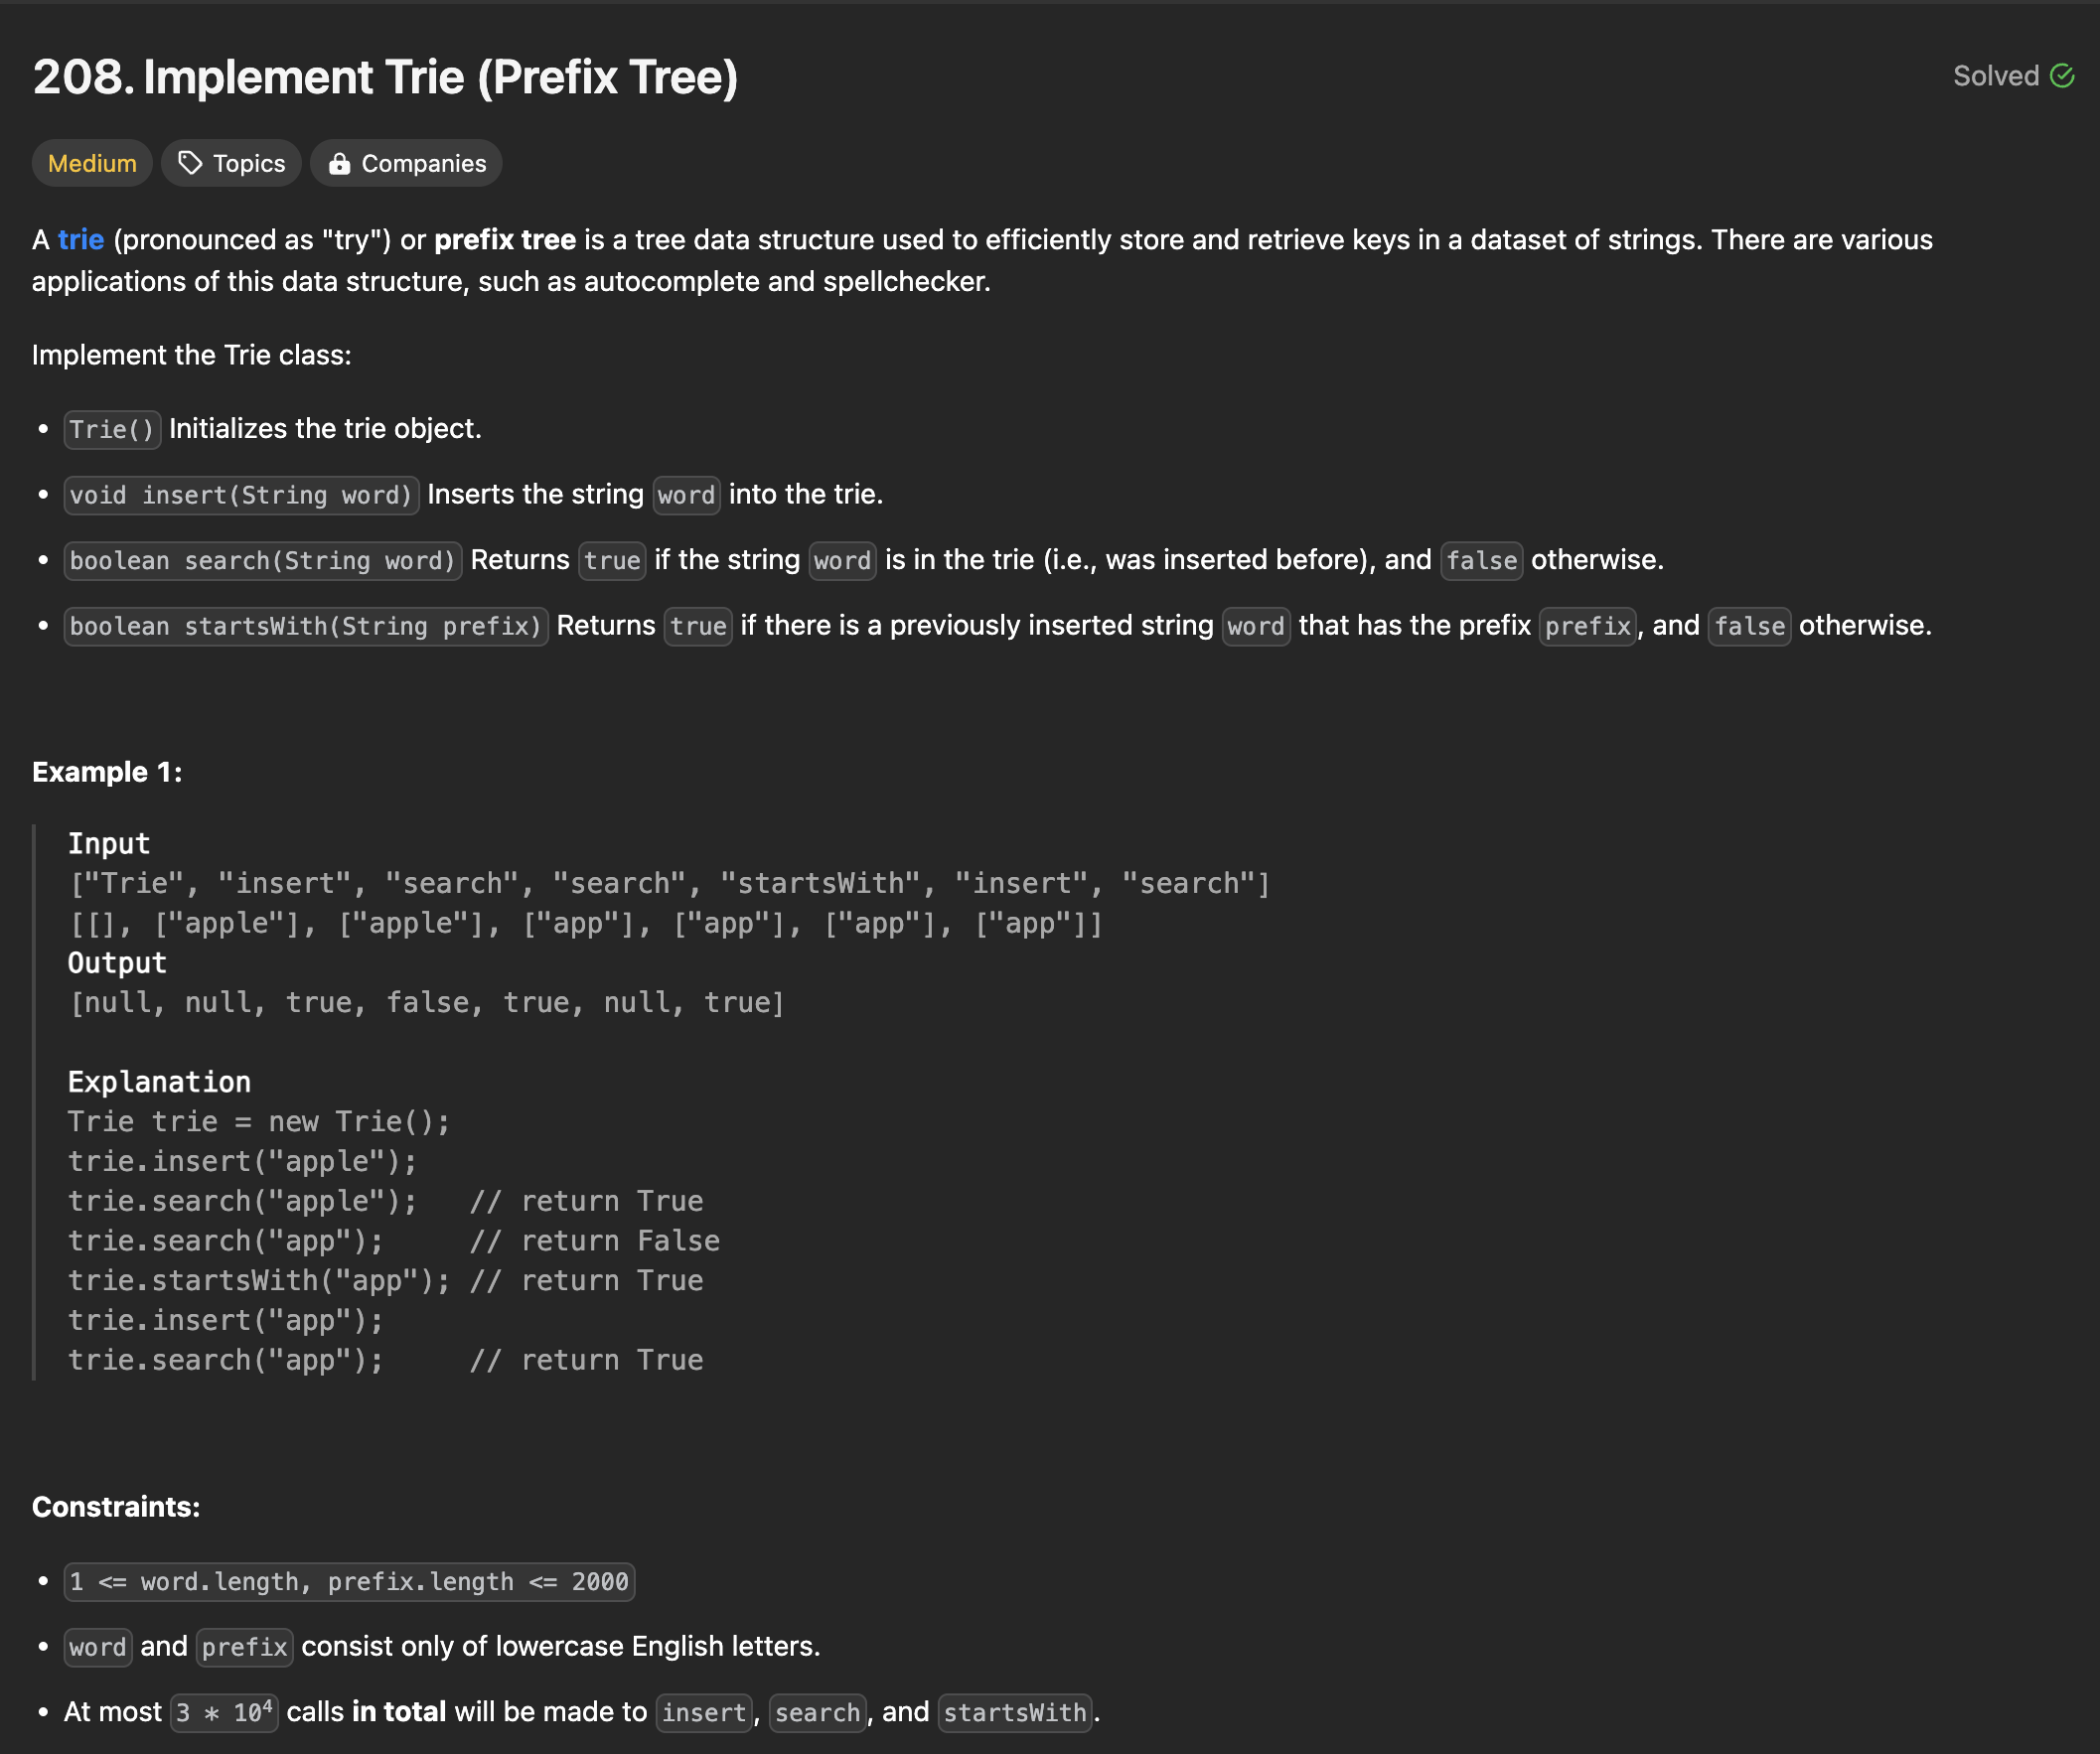 208. Implement Trie (Prefix Tree)
Solved
Medium
Topics
Companies
A trie (pronounced as "try") or prefix tree is a tree data structure used to efficiently store and retrieve keys in a dataset of strings. There are various
applications of this data structure, such as autocomplete and spellchecker.
Implement the Trie class:
• Trie() Initializes the trie object.
• void insert(String word) Inserts the string word into the trie.
• boolean search(String word) Returns true if the string word is in the trie (i.e., was inserted before), and false otherwise.
• boolean startsWith(String prefix) Returns true if there is a previously inserted string word that has the prefix prefix, and false otherwise.
Example 1:
Input
["Trie", "insert", "search", "search", "startsWith", "insert", "search"]
[[], ["apple"], ["apple"], ["app"], ["app"], ["app"], ["app"]]
Output
[null, null, true, false, true, null, true]
Explanation
Trie trie = new Trie();
trie.insert("apple");
trie.search("apple");   // return True
trie.search("app");     // return False
trie.startsWith("app"); // return True
trie.insert("app");
trie.search("app");     // return True
Constraints:
• 1 <= word.length, prefix.length <= 2000
• word and prefix consist only of lowercase English letters.
• At most 3 * 10⁴ calls in total will be made to insert, search, and startsWith.